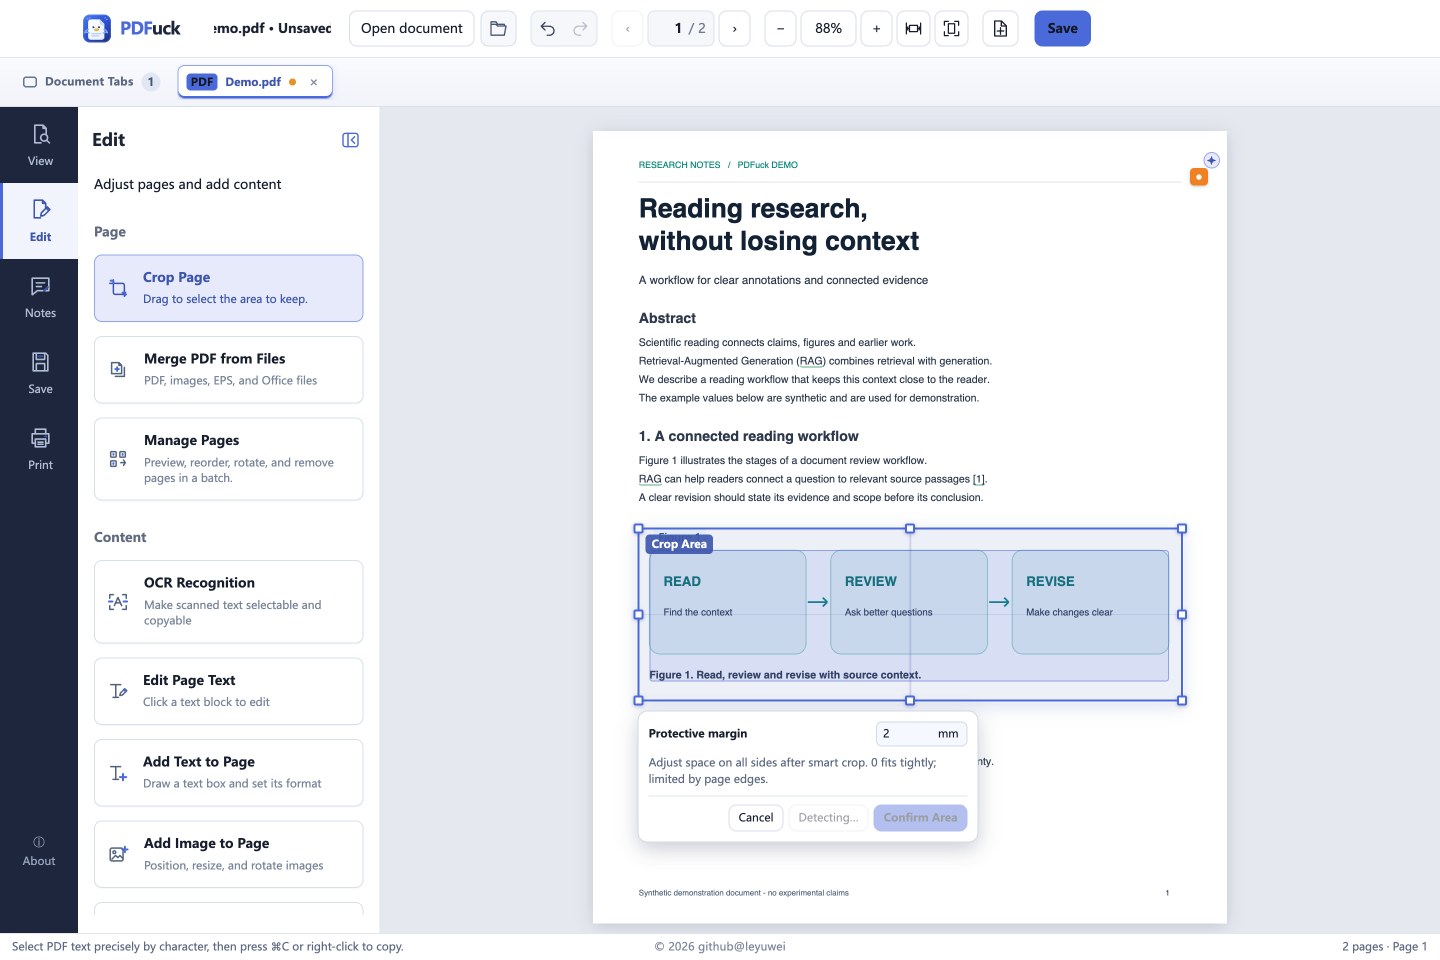 PDFuck
emo.pdf • Unsaved
Open document
1 / 2
88%
Save
Document Tabs 1
PDF Demo.pdf
View
Edit
Notes
Save
Print
About
Edit
Adjust pages and add content
Page
Crop Page
Drag to select the area to keep.
Merge PDF from Files
PDF, images, EPS, and Office files
Manage Pages
Preview, reorder, rotate, and remove
pages in a batch.
Content
OCR Recognition
Make scanned text selectable and
copyable
Edit Page Text
Click a text block to edit
Add Text to Page
Draw a text box and set its format
Add Image to Page
Position, resize, and rotate images
RESEARCH NOTES / PDFuck DEMO
Reading research,
without losing context
A workflow for clear annotations and connected evidence
Abstract
Scientific reading connects claims, figures and earlier work.
Retrieval-Augmented Generation (RAG) combines retrieval with generation.
We describe a reading workflow that keeps this context close to the reader.
The example values below are synthetic and are used for demonstration.
1. A connected reading workflow
Figure 1 illustrates the stages of a document review workflow.
RAG can help readers connect a question to relevant source passages [1].
A clear revision should state its evidence and scope before its conclusion.
Crop Area
READ
Find the context
REVIEW
Ask better questions
REVISE
Make changes clear
Figure 1. Read, review and revise with source context.
Protective margin
2 mm
Adjust space on all sides after smart crop. 0 fits tightly;
limited by page edges.
nty.
Cancel
Detecting...
Confirm Area
Synthetic demonstration document - no experimental claims
1
Select PDF text precisely by character, then press ⌘C or right-click to copy.
© 2026 github@leyuwei
2 pages · Page 1